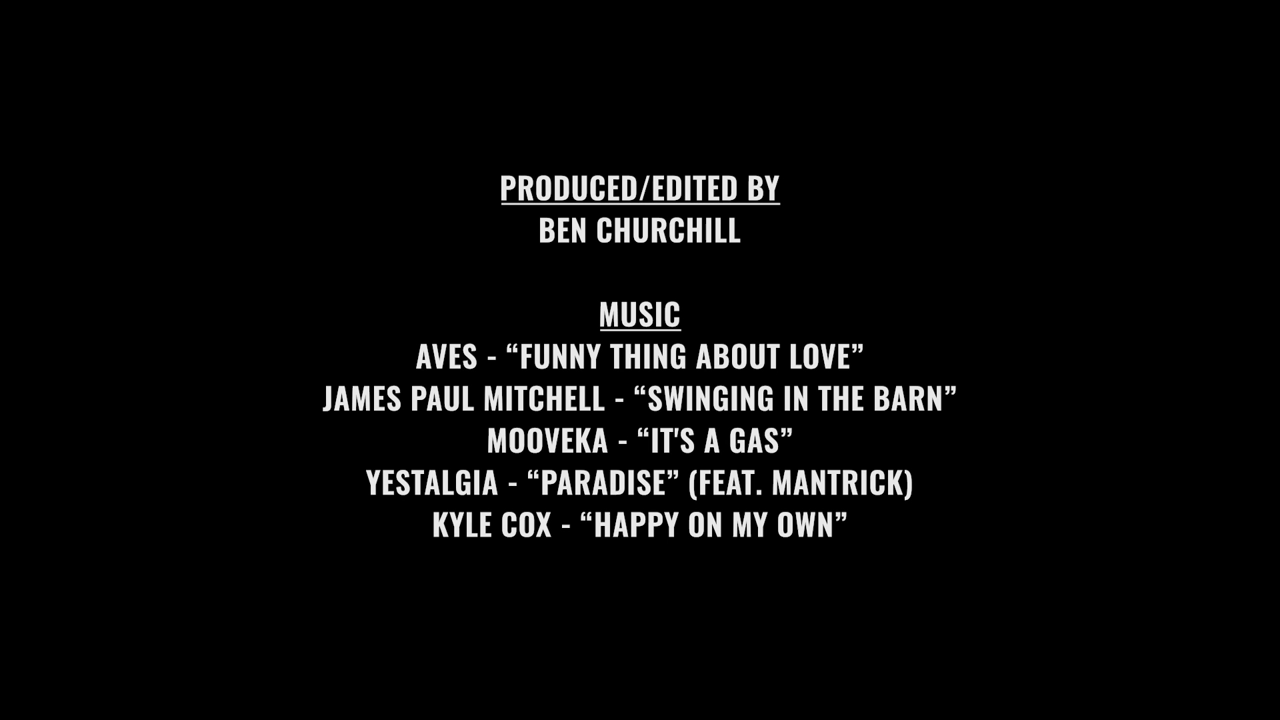 PRODUCED/EDITED BY
BEN CHURCHILL
MUSIC
AVES - “FUNNY THING ABOUT LOVE”
JAMES PAUL MITCHELL - “SWINGING IN THE BARN”
MOOVEKA - “IT'S A GAS”
YESTALGIA - “PARADISE” (FEAT. MANTRICK)
KYLE COX - “HAPPY ON MY OWN”